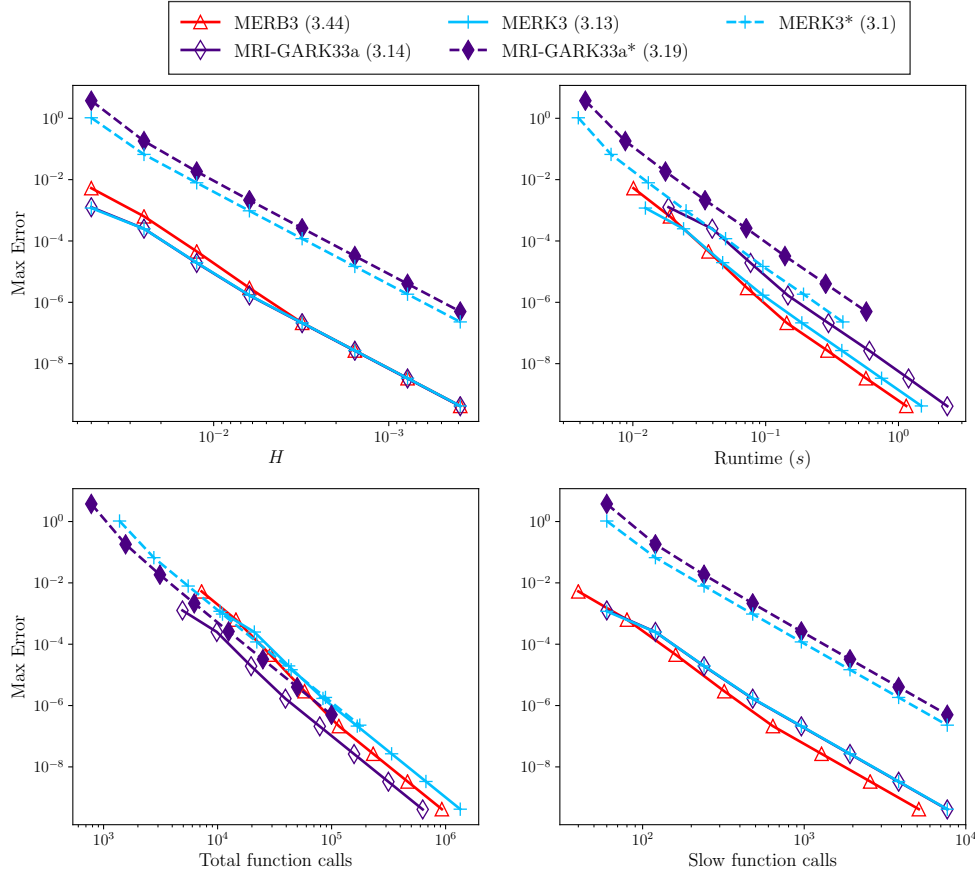 MERB3 (3.44) MERK3 (3.13) MERK3* (3.1)
MRI-GARK33a (3.14) MRI-GARK33a* (3.19)
Max Error
10^0
10^-2
10^-4
10^-6
10^-8
10^-2 10^-3
H
10^-2 10^-1 10^0
Runtime (s)
10^0
10^-2
10^-4
10^-6
10^-8
Max Error
10^0
10^-2
10^-4
10^-6
10^-8
10^3 10^4 10^5 10^6
Total function calls
10^0
10^-2
10^-4
10^-6
10^-8
10^2 10^3 10^4
Slow function calls